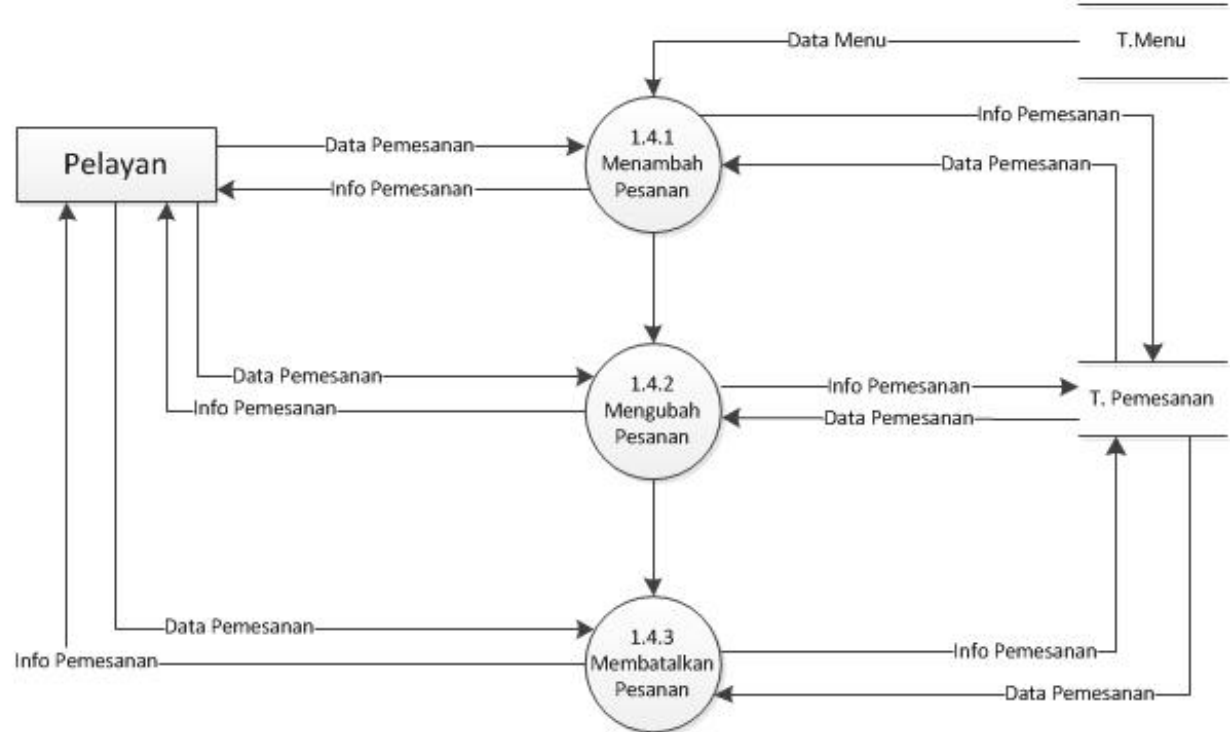 Data Menu
T.Menu
Info Pemesanan
1.4.1
Menambah
Pesanan
Pelayan
Data Pemesanan
Data Pemesanan
Info Pemesanan
Data Pemesanan
Info Pemesanan
1.4.2
Mengubah
Pesanan
Info Pemesanan
Data Pemesanan
T. Pemesanan
Data Pemesanan
Info Pemesanan
1.4.3
Membatalkan
Pesanan
Info Pemesanan
Data Pemesanan